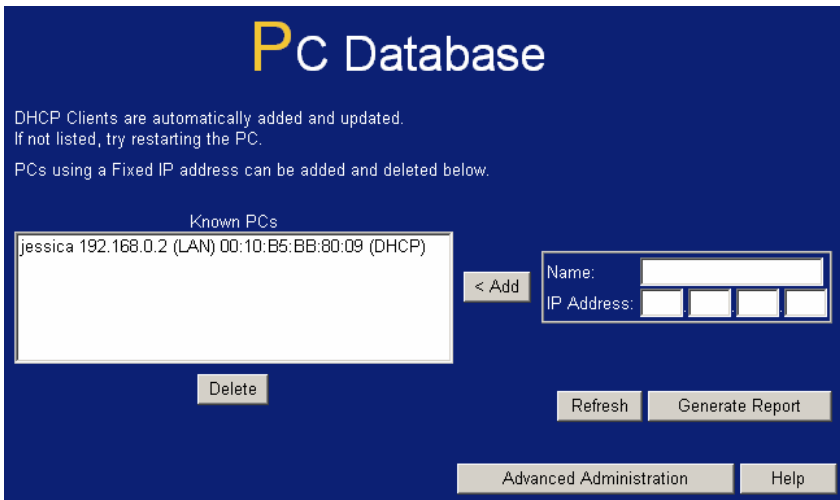 PC Database
DHCP Clients are automatically added and updated.
If not listed, try restarting the PC.
PCs using a Fixed IP address can be added and deleted below.
Known PCs
jessica 192.168.0.2 (LAN) 00:10:B5:BB:80:09 (DHCP)
< Add
Name:
IP Address:
Delete
Refresh
Generate Report
Advanced Administration
Help